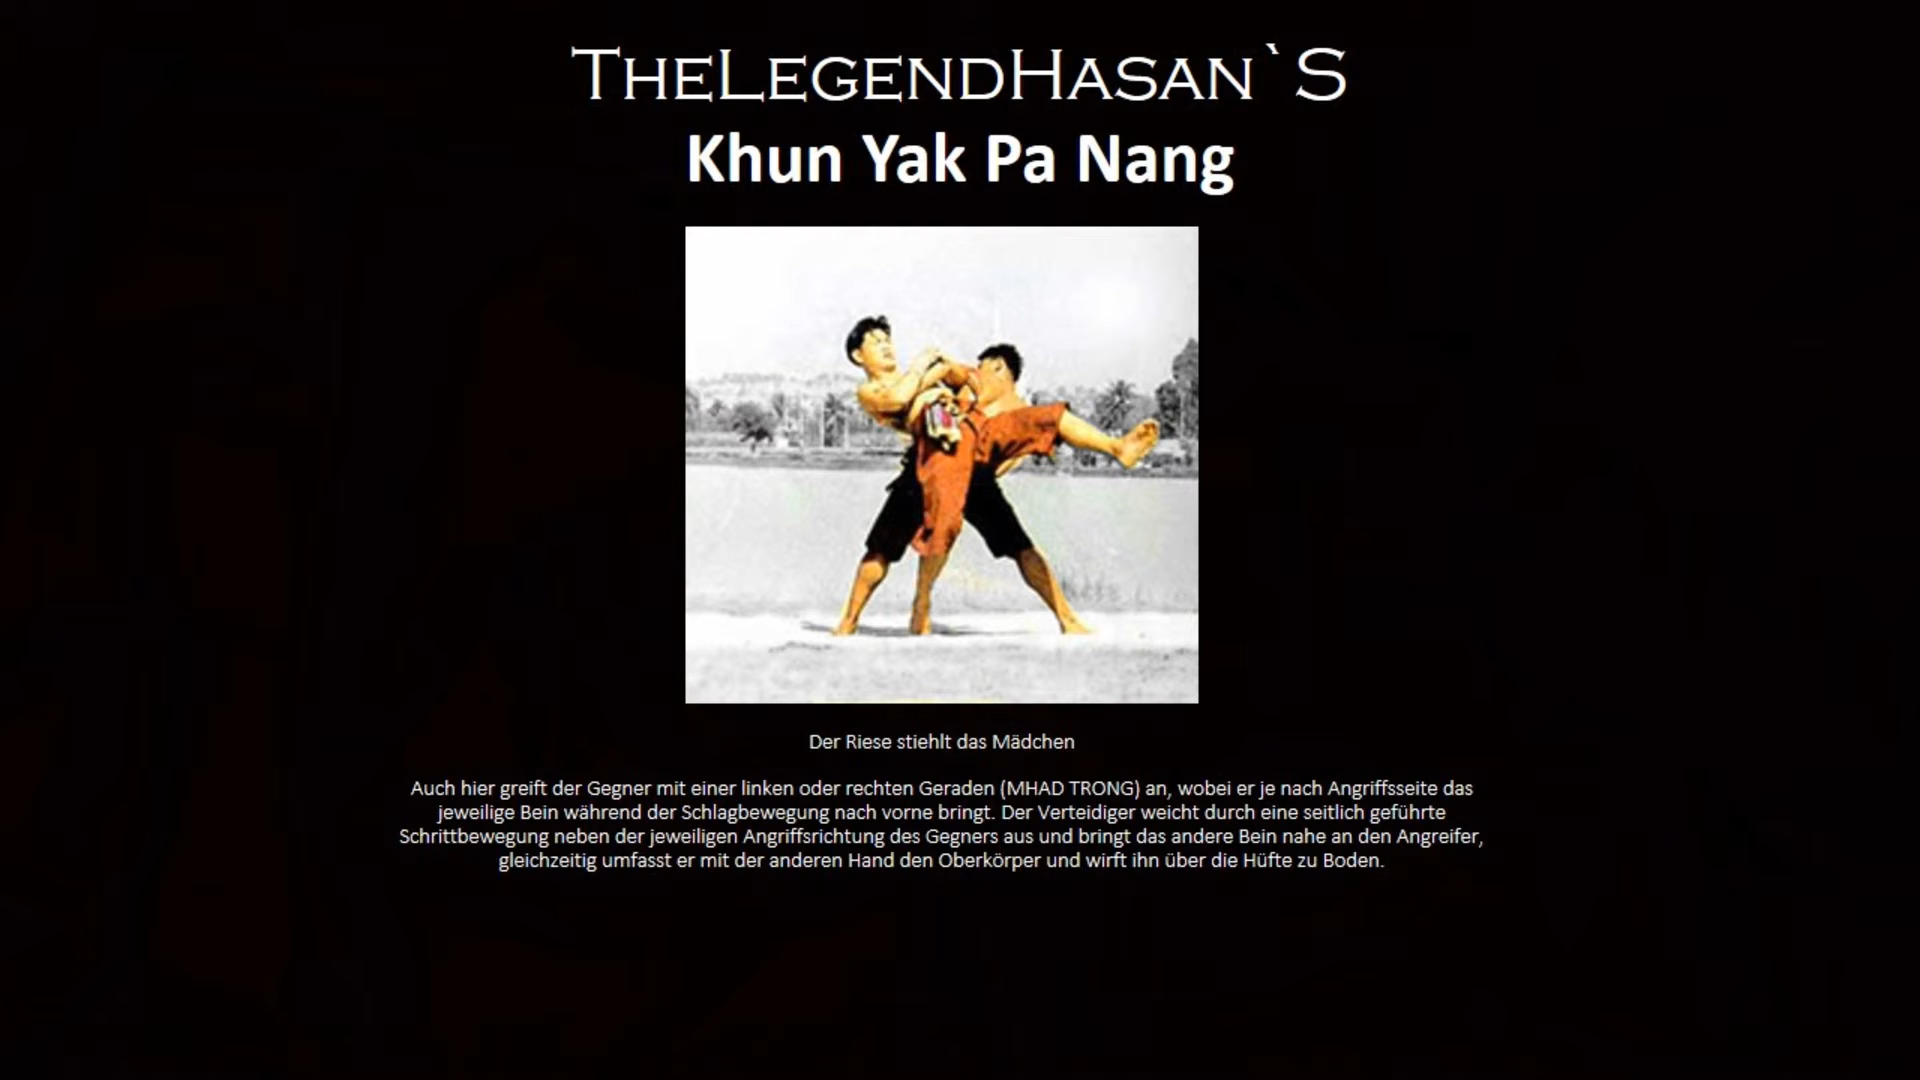 TheLegendHasan`s
Khun Yak Pa Nang
Der Riese stiehlt das Mädchen
Auch hier greift der Gegner mit einer linken oder rechten Geraden (MHAD TRONG) an, wobei er je nach Angriffsseite das
jeweilige Bein während der Schlagbewegung nach vorne bringt. Der Verteidiger weicht durch eine seitlich geführte
Schrittbewegung neben der jeweiligen Angriffsrichtung des Gegners aus und bringt das andere Bein nahe an den Angreifer,
gleichzeitig umfasst er mit der anderen Hand den Oberkörper und wirft ihn über die Hüfte zu Boden.